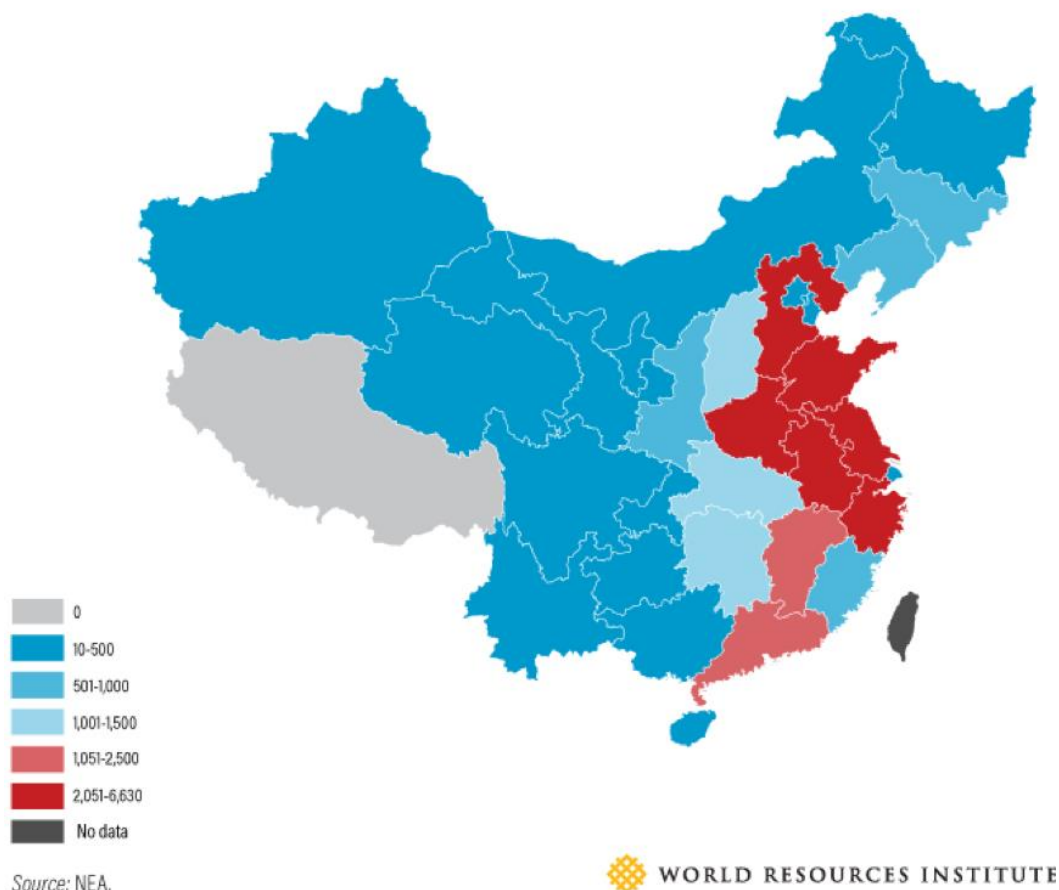 0
10-500
501-1,000
1,001-1,500
1,051-2,500
2,051-6,630
No data
Source: NEA.
WORLD RESOURCES INSTITUTE